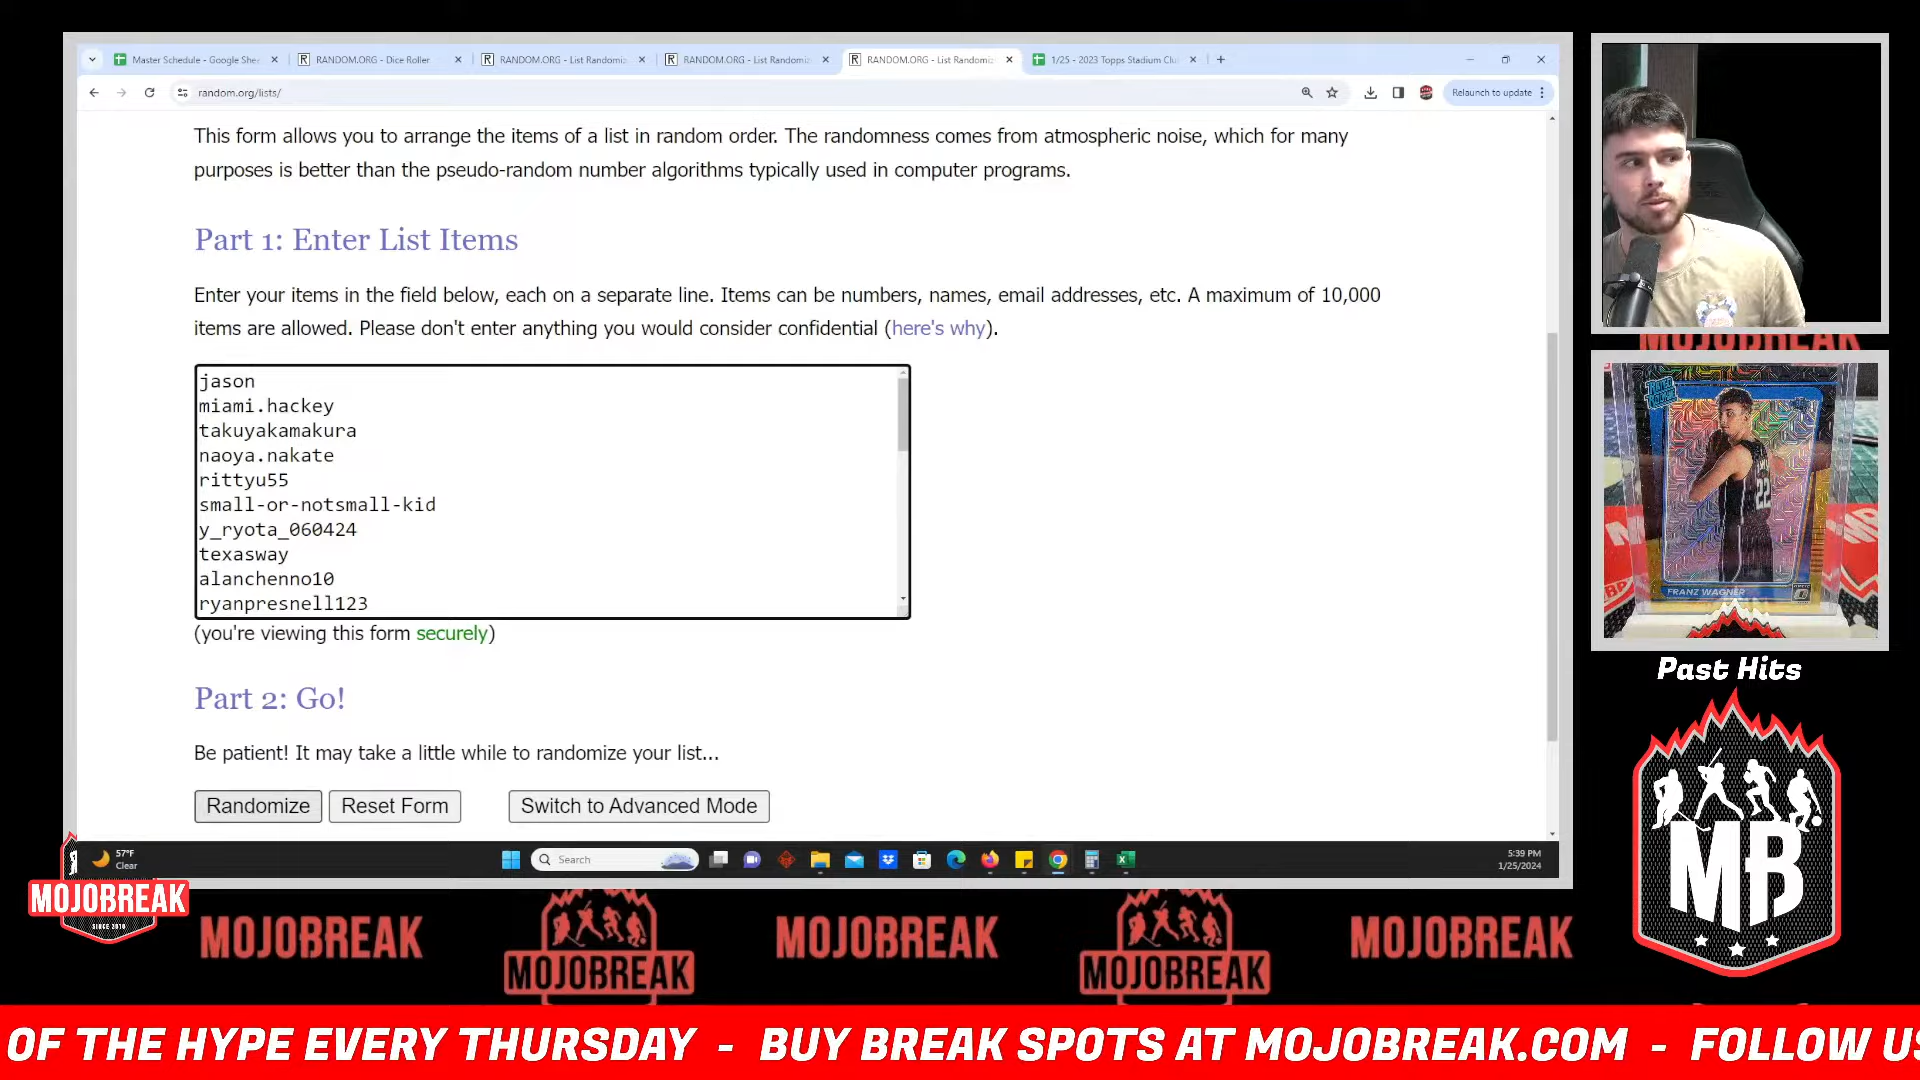 Master Schedule - Google She
RANDOM.ORG - Dice Roller
RANDOM.ORG - List Randomiz
RANDOM.ORG - List Randomiz
RANDOM.ORG - List Randomiz
1/25 - 2023 Topps Stadium Clu
random.org/lists/
Relaunch to update
This form allows you to arrange the items of a list in random order. The randomness comes from atmospheric noise, which for many
purposes is better than the pseudo-random number algorithms typically used in computer programs.
Part 1: Enter List Items
Enter your items in the field below, each on a separate line. Items can be numbers, names, email addresses, etc. A maximum of 10,000
items are allowed. Please don't enter anything you would consider confidential (here's why).
jason
miami.hackey
takuyakamakura
naoya.nakate
rittyu55
small-or-notsmall-kid
y_ryota_060424
texasway
alanchenno10
ryanpresnell123
(you're viewing this form securely)
Part 2: Go!
Be patient! It may take a little while to randomize your list...
Randomize
Reset Form
Switch to Advanced Mode
57°F
Clear
Search
5:39 PM
1/25/2024
MOJOBREAK
FRANZ WAGNER
22
Past Hits
MB
MOJOBREAK
SINCE 2010
MOJOBREAK
MOJOBREAK
MOJOBREAK
MOJOBREAK
MOJOBREAK
OF THE HYPE EVERY THURSDAY - BUY BREAK SPOTS AT MOJOBREAK.COM - FOLLOW US